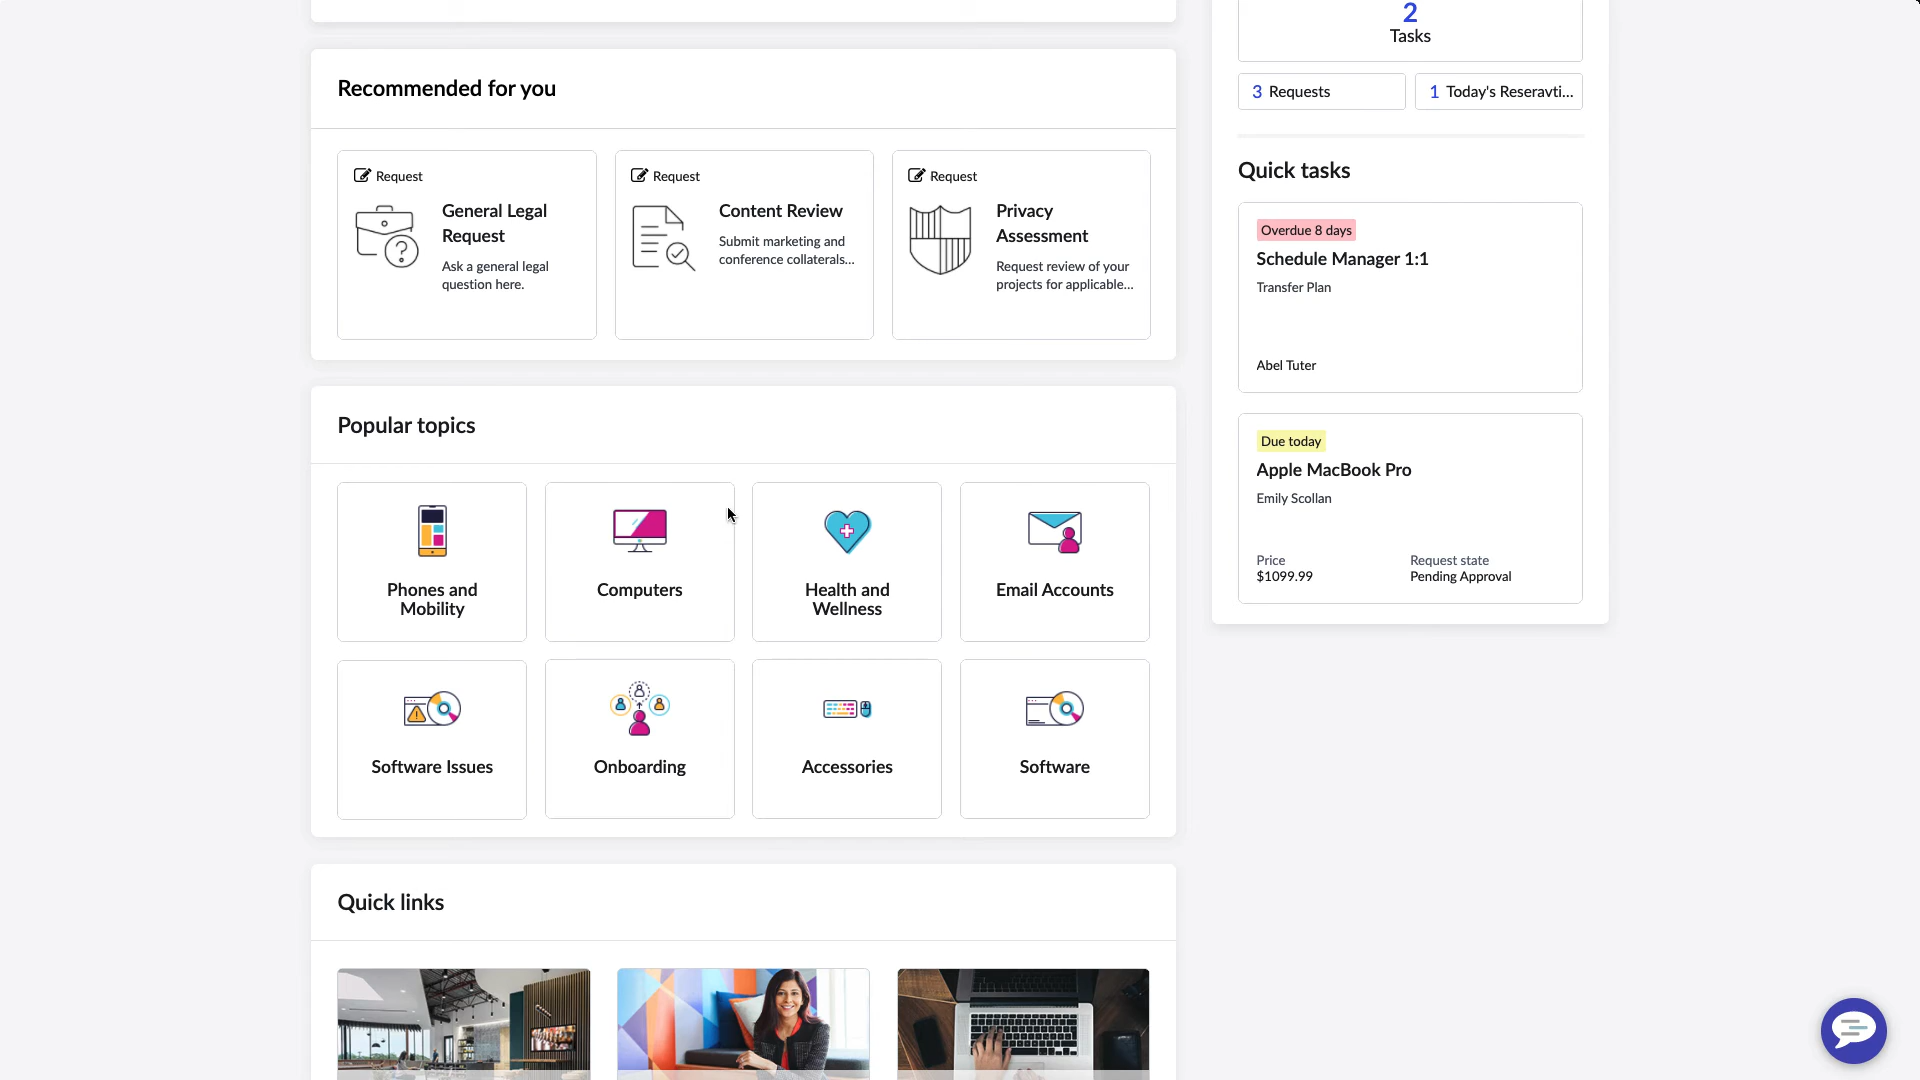 Recommended for you
Request
General Legal
Request
Ask a general legal
question here.
Request
Content Review
Submit marketing and
conference collaterals...
Request
Privacy
Assessment
Request review of your
projects for applicable...
Popular topics
Phones and
Mobility
Computers
Health and
Wellness
Email Accounts
Software Issues
Onboarding
Accessories
Software
Quick links
2
Tasks
3 Requests
1 Today's Reseravti...
Quick tasks
Overdue 8 days
Schedule Manager 1:1
Transfer Plan
Abel Tuter
Due today
Apple MacBook Pro
Emily Scollan
Price
$1099.99
Request state
Pending Approval